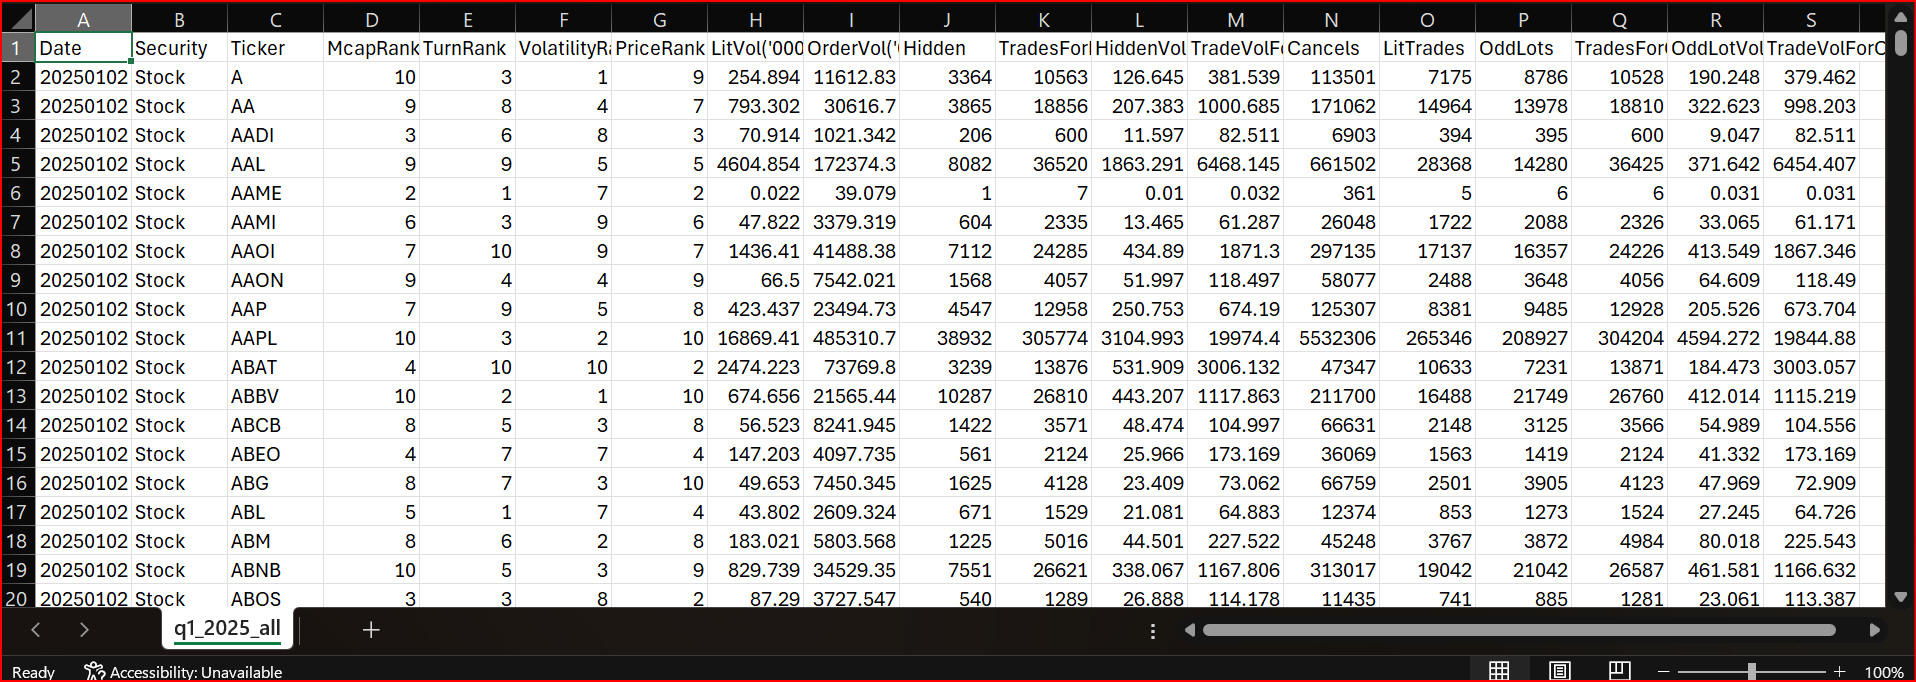 A B C D E F G H I J K L M N O P Q R S
1 Date Security Ticker McapRank TurnRank VolatilityRa PriceRank LitVol('000 OrderVol(' Hidden TradesForH HiddenVol TradeVolFo Cancels LitTrades OddLots TradesForO OddLotVol TradeVolForO
2 20250102 Stock A 10 3 1 9 254.894 11612.83 3364 10563 126.645 381.539 113501 7175 8786 10528 190.248 379.462
3 20250102 Stock AA 9 8 4 7 793.302 30616.7 3865 18856 207.383 1000.685 171062 14964 13978 18810 322.623 998.203
4 20250102 Stock AADI 3 6 8 3 70.914 1021.342 206 600 11.597 82.511 6903 394 395 600 9.047 82.511
5 20250102 Stock AAL 9 9 5 5 4604.854 172374.3 8082 36520 1863.291 6468.145 661502 28368 14280 36425 371.642 6454.407
6 20250102 Stock AAME 2 1 7 2 0.022 39.079 1 7 0.01 0.032 361 5 6 6 0.031 0.031
7 20250102 Stock AAMI 6 3 9 6 47.822 3379.319 604 2335 13.465 61.287 26048 1722 2088 2326 33.065 61.171
8 20250102 Stock AAOI 7 10 9 7 1436.41 41488.38 7112 24285 434.89 1871.3 297135 17137 16357 24226 413.549 1867.346
9 20250102 Stock AAON 9 4 4 9 66.5 7542.021 1568 4057 51.997 118.497 58077 2488 3648 4056 64.609 118.49
10 20250102 Stock AAP 7 9 5 8 423.437 23494.73 4547 12958 250.753 674.19 125307 8381 9485 12928 205.526 673.704
11 20250102 Stock AAPL 10 3 2 10 16869.41 485310.7 38932 305774 3104.993 19974.4 5532306 265346 208927 304204 4594.272 19844.88
12 20250102 Stock ABAT 4 10 10 2 2474.223 73769.8 3239 13876 531.909 3006.132 47347 10633 7231 13871 184.473 3003.057
13 20250102 Stock ABBV 10 2 1 10 674.656 21565.44 10287 26810 443.207 1117.863 211700 16488 21749 26760 412.014 1115.219
14 20250102 Stock ABCB 8 5 3 8 56.523 8241.945 1422 3571 48.474 104.997 66631 2148 3125 3566 54.989 104.556
15 20250102 Stock ABEO 4 7 7 4 147.203 4097.735 561 2124 25.966 173.169 36069 1563 1419 2124 41.332 173.169
16 20250102 Stock ABG 8 7 3 10 49.653 7450.345 1625 4128 23.409 73.062 66759 2501 3905 4123 47.969 72.909
17 20250102 Stock ABL 5 1 7 4 43.802 2609.324 671 1529 21.081 64.883 12374 853 1273 1524 27.245 64.726
18 20250102 Stock ABM 8 6 2 8 183.021 5803.568 1225 5016 44.501 227.522 45248 3767 3872 4984 80.018 225.543
19 20250102 Stock ABNB 10 5 3 9 829.739 34529.35 7551 26621 338.067 1167.806 313017 19042 21042 26587 461.581 1166.632
20 20250102 Stock ABOS 3 3 8 2 87.29 3727.547 540 1289 26.888 114.178 11435 741 885 1281 23.061 113.387
q1_2025_all
Ready Accessibility: Unavailable 100%